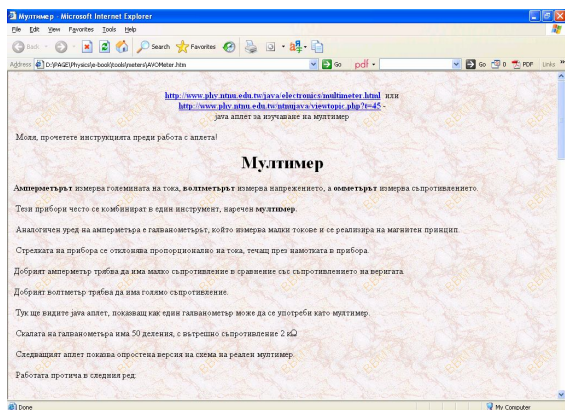 Мултимер - Microsoft Internet Explorer
File Edit View Favorites Tools Help
Back Search Favorites
Address D:\PAGE\Physics\e-book\tools\meters\AVOMeter.htm Go pdf Go 0 PDF Links »
http://www.phy.ntnu.edu.tw/java/electronics/multimeter.html или
http://www.phy.ntnu.edu.tw/ntnujava/viewtopic.php?t=45 -
java аплет за изучаване на мултимер
Моля, прочетете инструкцията преди работа с аплета!
Мултимер
Амперметърът измерва големината на тока, волтметърът измерва напрежението, а омметърът измерва съпротивлението.
Тези прибори често се комбинират в един инструмент, наречен мултимер.
Аналогичен уред на амперметъра е галванометърът, който измерва малки токове и се реализира на магнитен принцип.
Стрелката на прибора се отклонява пропорционално на тока, течащ през намотката в прибора.
Добрият амперметър трябва да има малко съпротивление в сравнение със съпротивлението на веригата
Добрият волтметър трябва да има голямо съпротивление.
Тук ще видите java аплет, показващ как един галванометър може да се употреби като мултимер.
Скалата на галванометъра има 50 деления, с вътрешно съпротивление 2 кΩ
Следващият аплет показва опростена версия на схема на реален мултимер.
Работата протича в следния ред:
Done My Computer